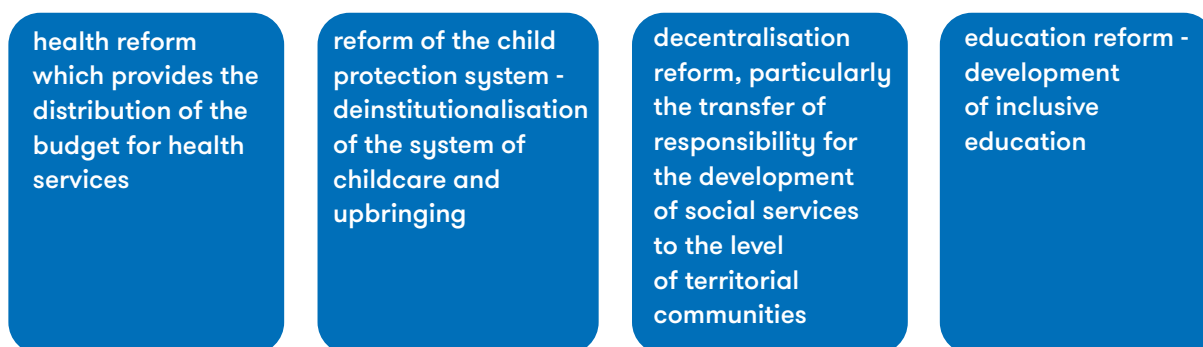 health reform
which provides the
distribution of the
budget for health
services
reform of the child
protection system -
deinstitutionalisation
of the system of
childcare and
upbringing
decentralisation
reform, particularly
the transfer of
responsibility for
the development
of social services
to the level
of territorial
communities
education reform -
development
of inclusive
education